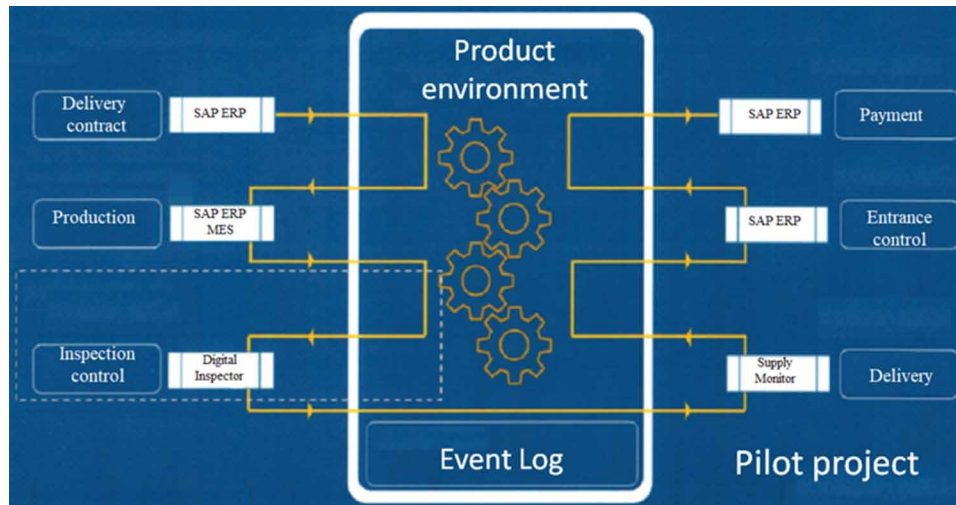 Product
environment
Delivery
contract
SAP ERP
SAP ERP
Payment
Production
SAP ERP
MES
SAP ERP
Entrance
control
Inspection
control
Digital
Inspector
Supply
Monitor
Delivery
Event Log
Pilot project